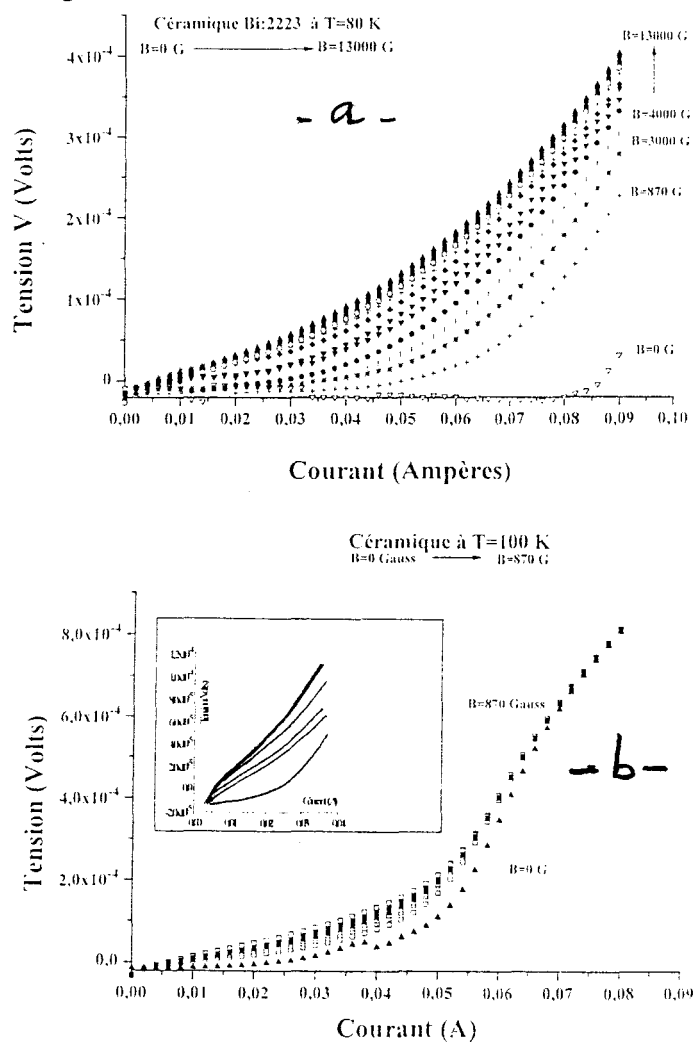 Céramique Bi:2223 à T=80 K
B=0 G B=13000 G
- a -
4x10⁻⁴
3x10⁻⁴
2x10⁻⁴
1x10⁻⁴
0
Tension V (Volts)
B=13000 G
B=4000 G
B=3000 G
B=870 G
B=0 G
0,00 0,01 0,02 0,03 0,04 0,05 0,06 0,07 0,08 0,09 0,10
Courant (Ampères)
Céramique à T=100 K
B=0 Gauss B=870 G
8,0x10⁻⁴
6,0x10⁻⁴
4,0x10⁻⁴
2,0x10⁻⁴
0,0
Tension (Volts)
B=870 Gauss
- b -
B=0 G
0,00 0,01 0,02 0,03 0,04 0,05 0,06 0,07 0,08 0,09
Courant (A)